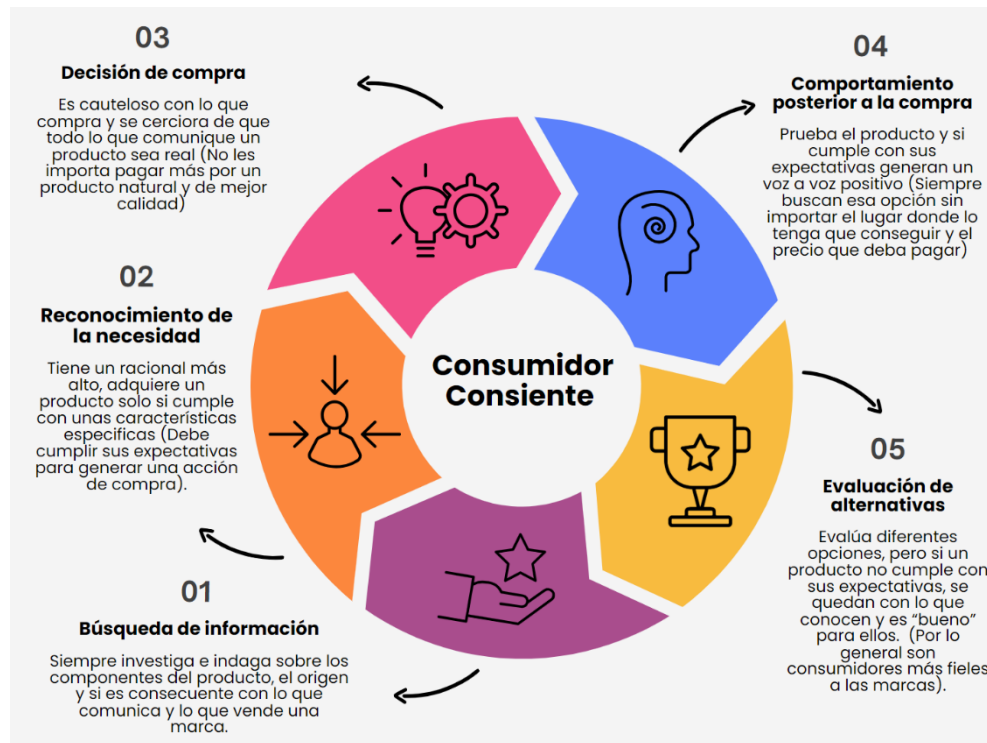 03
Decisión de compra
Es cauteloso con lo que
compra y se cerciora de que
todo lo que comunique un
producto sea real (No les
importa pagar más por un
producto natural y de mejor
calidad)
04
Comportamiento
posterior a la compra
Prueba el producto y si
cumple con sus
expectativas generan un
voz a voz positivo (Siempre
buscan esa opción sin
importar el lugar donde lo
tenga que conseguir y el
precio que deba pagar)
02
Reconocimiento de
la necesidad
Tiene un racional más
alto, adquiere un
producto solo si cumple
con unas características
especificas (Debe
cumplir sus expectativas
para generar una acción
de compra).
Consumidor
Consiente
05
Evaluación de
alternativas
Evalúa diferentes
opciones, pero si un
producto no cumple con
sus expectativas, se
quedan con lo que
conocen y es “bueno”
para ellos. (Por lo
general son
consumidores más fieles
a las marcas).
01
Búsqueda de información
Siempre investiga e indaga sobre los
componentes del producto, el origen
y si es consecuente con lo que
comunica y lo que vende una
marca.